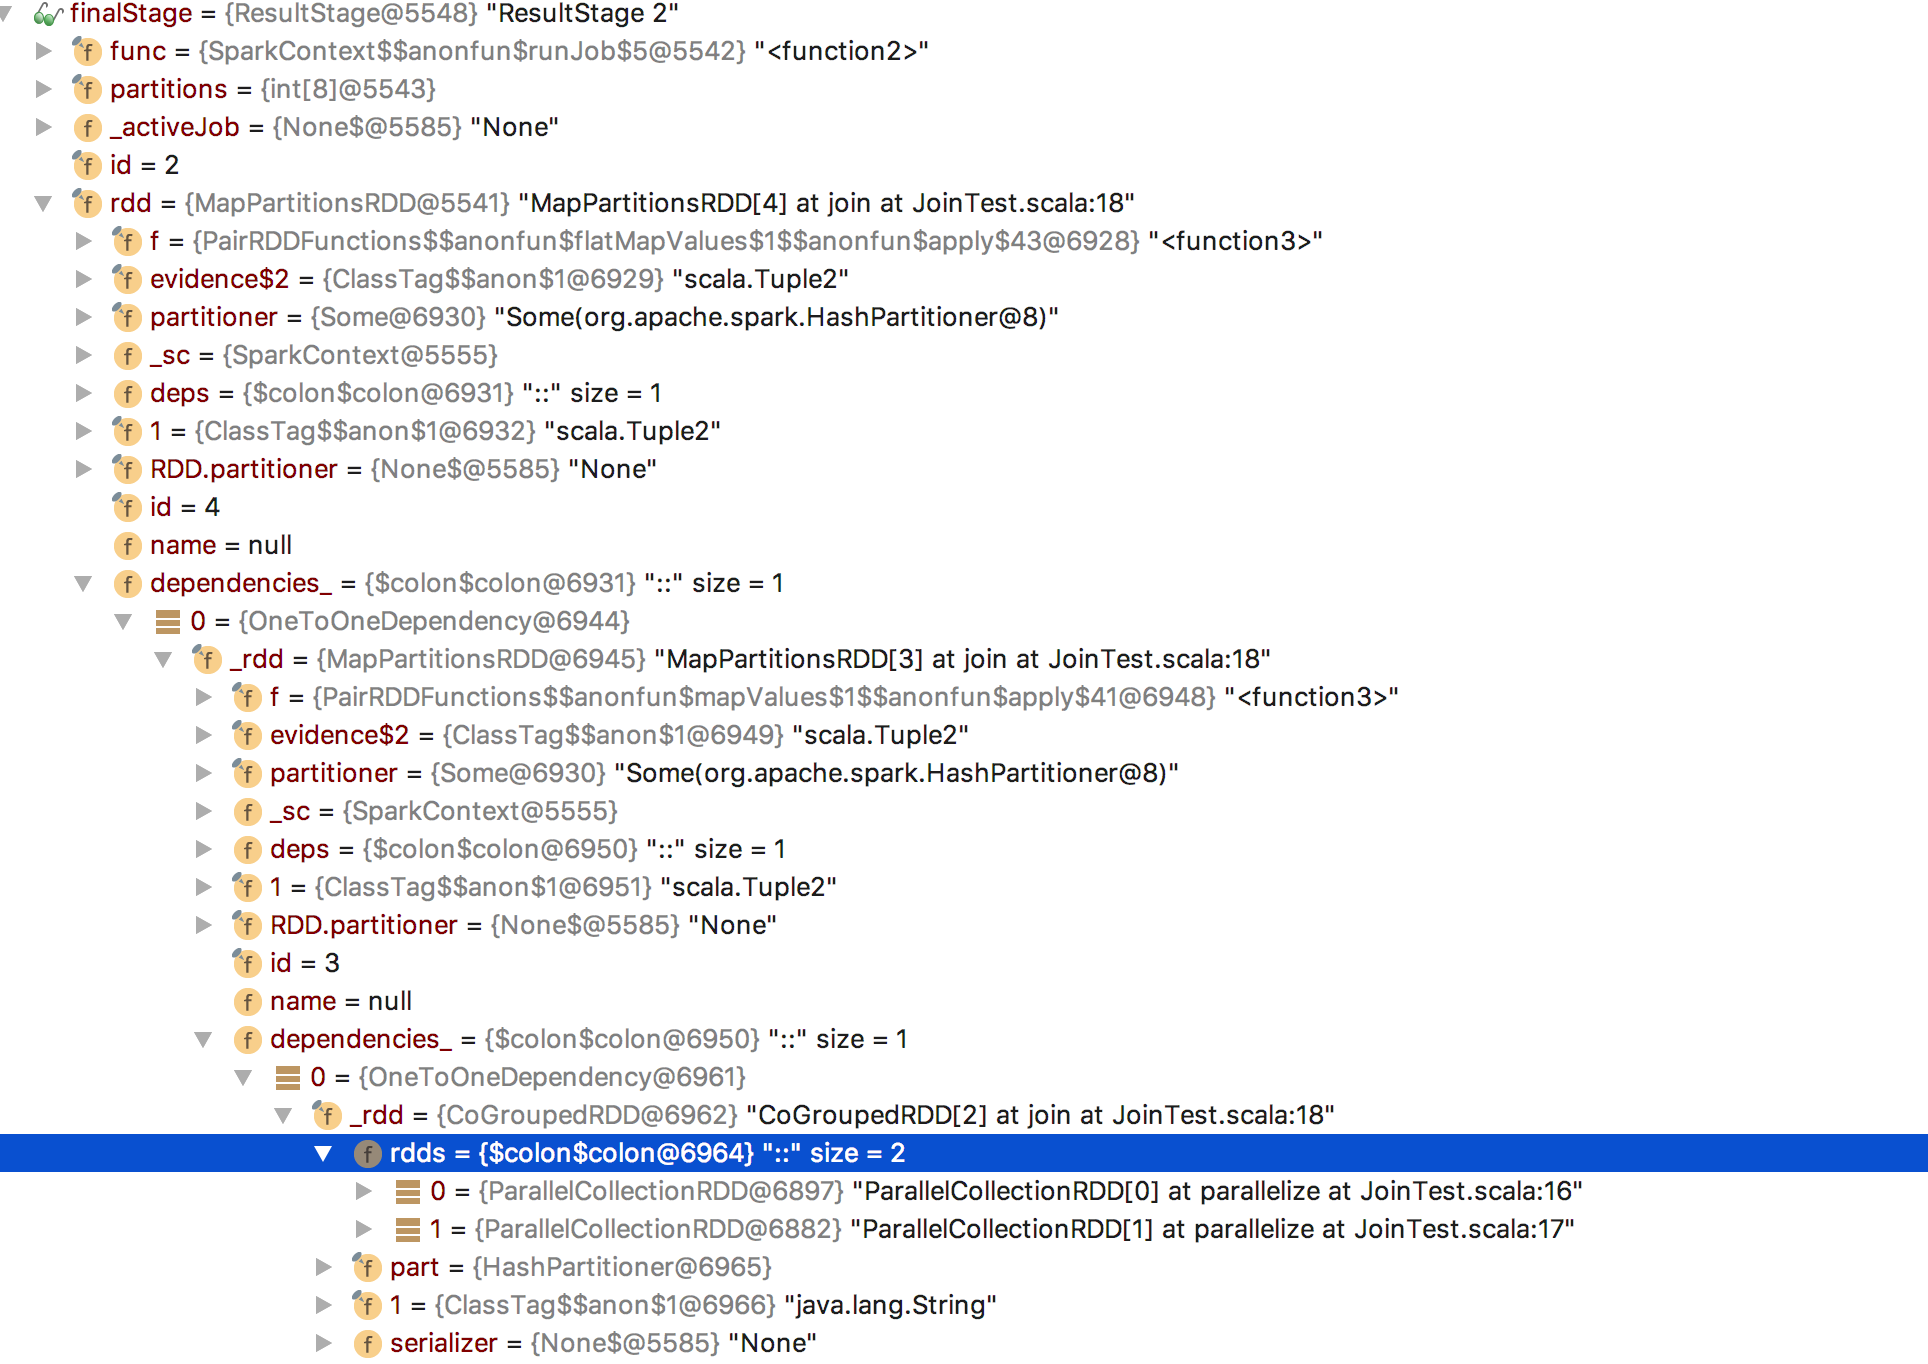 finalStage = {ResultStage@5548} "ResultStage 2"
f func = {SparkContext$$anonfun$runJob$5@5542} "<function2>"
f partitions = {int[8]@5543}
f _activeJob = {None$@5585} "None"
f id = 2
f rdd = {MapPartitionsRDD@5541} "MapPartitionsRDD[4] at join at JoinTest.scala:18"
f f = {PairRDDFunctions$$anonfun$flatMapValues$1$$anonfun$apply$43@6928} "<function3>"
f evidence$2 = {ClassTag$$anon$1@6929} "scala.Tuple2"
f partitioner = {Some@6930} "Some(org.apache.spark.HashPartitioner@8)"
f _sc = {SparkContext@5555}
f deps = {$colon$colon@6931} "::" size = 1
f 1 = {ClassTag$$anon$1@6932} "scala.Tuple2"
f RDD.partitioner = {None$@5585} "None"
f id = 4
f name = null
f dependencies_ = {$colon$colon@6931} "::" size = 1
0 = {OneToOneDependency@6944}
f _rdd = {MapPartitionsRDD@6945} "MapPartitionsRDD[3] at join at JoinTest.scala:18"
f f = {PairRDDFunctions$$anonfun$mapValues$1$$anonfun$apply$41@6948} "<function3>"
f evidence$2 = {ClassTag$$anon$1@6949} "scala.Tuple2"
f partitioner = {Some@6930} "Some(org.apache.spark.HashPartitioner@8)"
f _sc = {SparkContext@5555}
f deps = {$colon$colon@6950} "::" size = 1
f 1 = {ClassTag$$anon$1@6951} "scala.Tuple2"
f RDD.partitioner = {None$@5585} "None"
f id = 3
f name = null
f dependencies_ = {$colon$colon@6950} "::" size = 1
0 = {OneToOneDependency@6961}
f _rdd = {CoGroupedRDD@6962} "CoGroupedRDD[2] at join at JoinTest.scala:18"
f rdds = {$colon$colon@6964} "::" size = 2
0 = {ParallelCollectionRDD@6897} "ParallelCollectionRDD[0] at parallelize at JoinTest.scala:16"
1 = {ParallelCollectionRDD@6882} "ParallelCollectionRDD[1] at parallelize at JoinTest.scala:17"
f part = {HashPartitioner@6965}
f 1 = {ClassTag$$anon$1@6966} "java.lang.String"
f serializer = {None$@5585} "None"